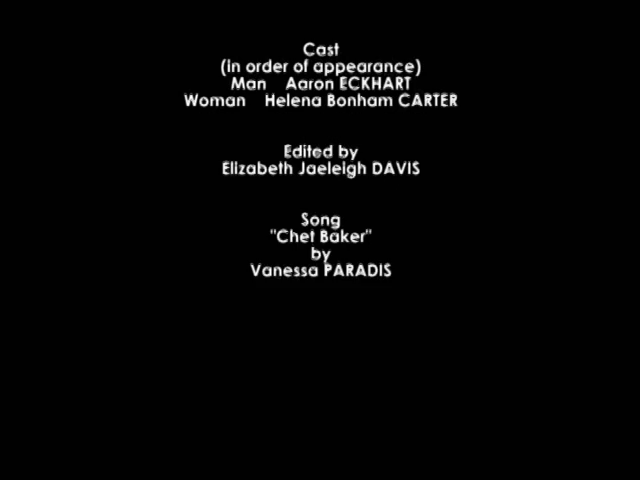 Cast
(In order of appearance)
Man Aaron ECKHART
Woman Helena Bonham CARTER
Edited by
Elizabeth Jaeleigh DAVIS
Song
"Chet Baker"
by
Vanessa PARADIS